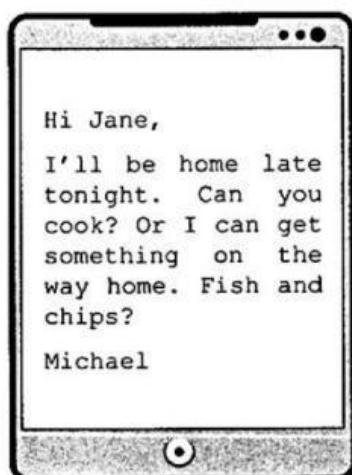 Hi Jane,
I'll be home late
tonight. Can you
cook? Or I can get
something on the
way home. Fish and
chips?
Michael